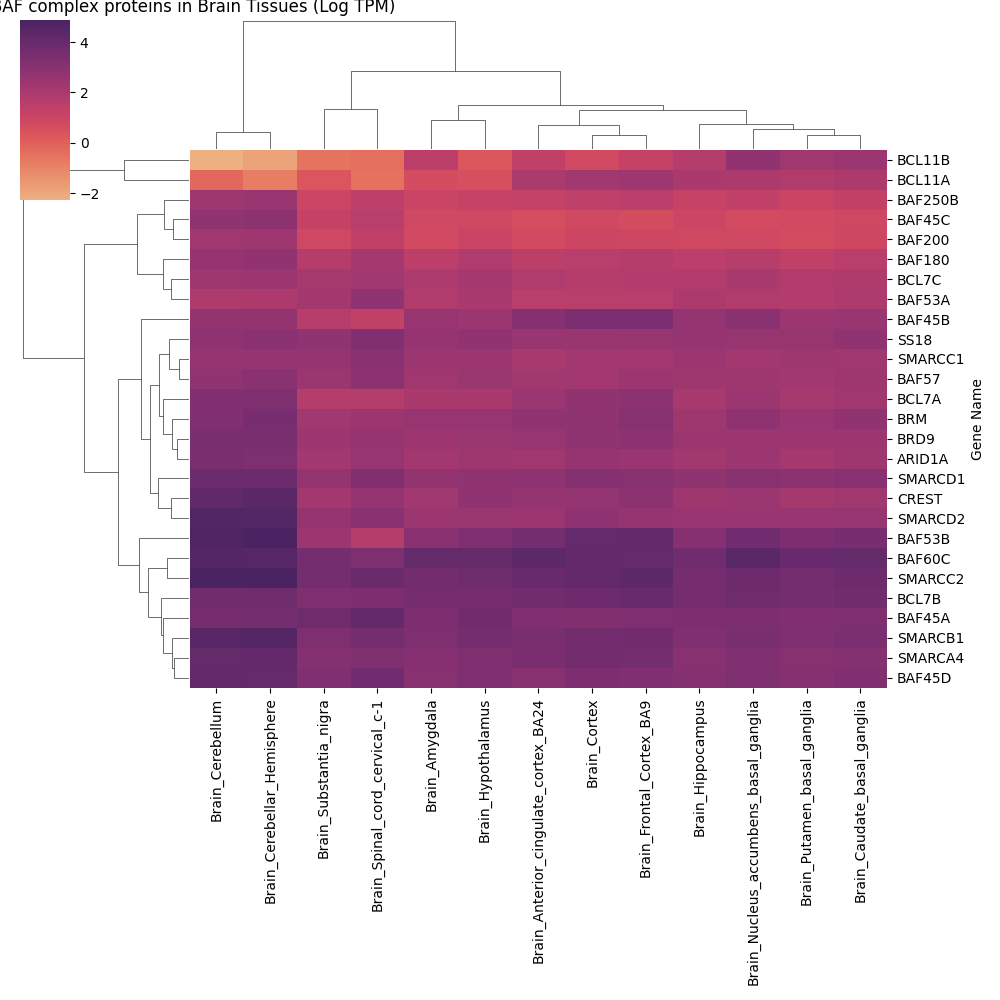 BAF complex proteins in Brain Tissues (Log TPM)
4
2
0
−2
BCL11B
BCL11A
BAF250B
BAF45C
BAF200
BAF180
BCL7C
BAF53A
BAF45B
SS18
SMARCC1
BAF57
BCL7A
BRM
BRD9
ARID1A
SMARCD1
CREST
SMARCD2
BAF53B
BAF60C
SMARCC2
BCL7B
BAF45A
SMARCB1
SMARCA4
BAF45D
Gene Name
Brain_Cerebellum
Brain_Cerebellar_Hemisphere
Brain_Substantia_nigra
Brain_Spinal_cord_cervical_c-1
Brain_Amygdala
Brain_Hypothalamus
Brain_Anterior_cingulate_cortex_BA24
Brain_Cortex
Brain_Frontal_Cortex_BA9
Brain_Hippocampus
Brain_Nucleus_accumbens_basal_ganglia
Brain_Putamen_basal_ganglia
Brain_Caudate_basal_ganglia